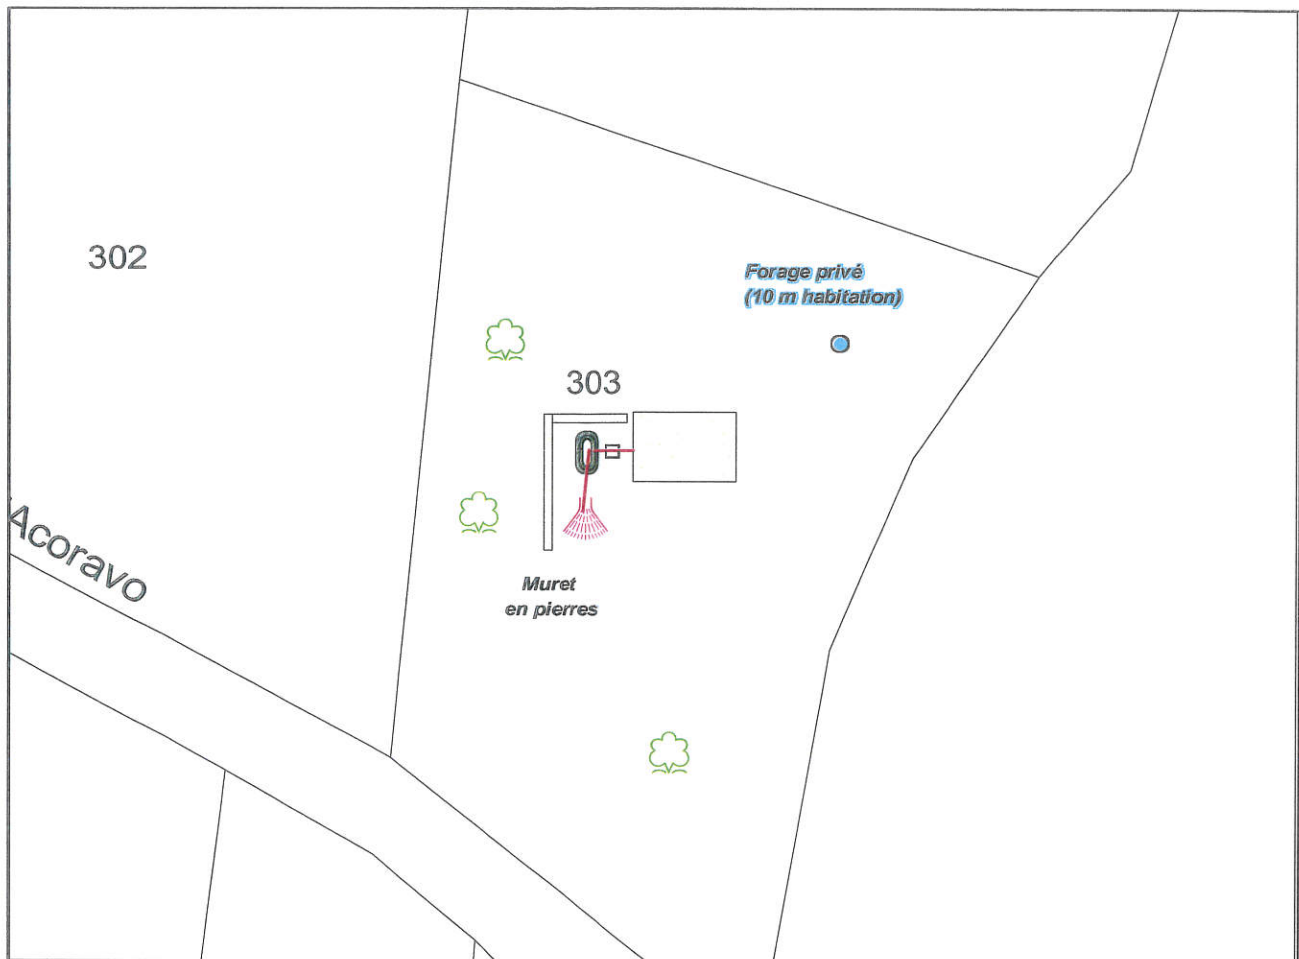 302
Forage privé
(10 m habitation)
303
Acoravo
Muret
en pierres